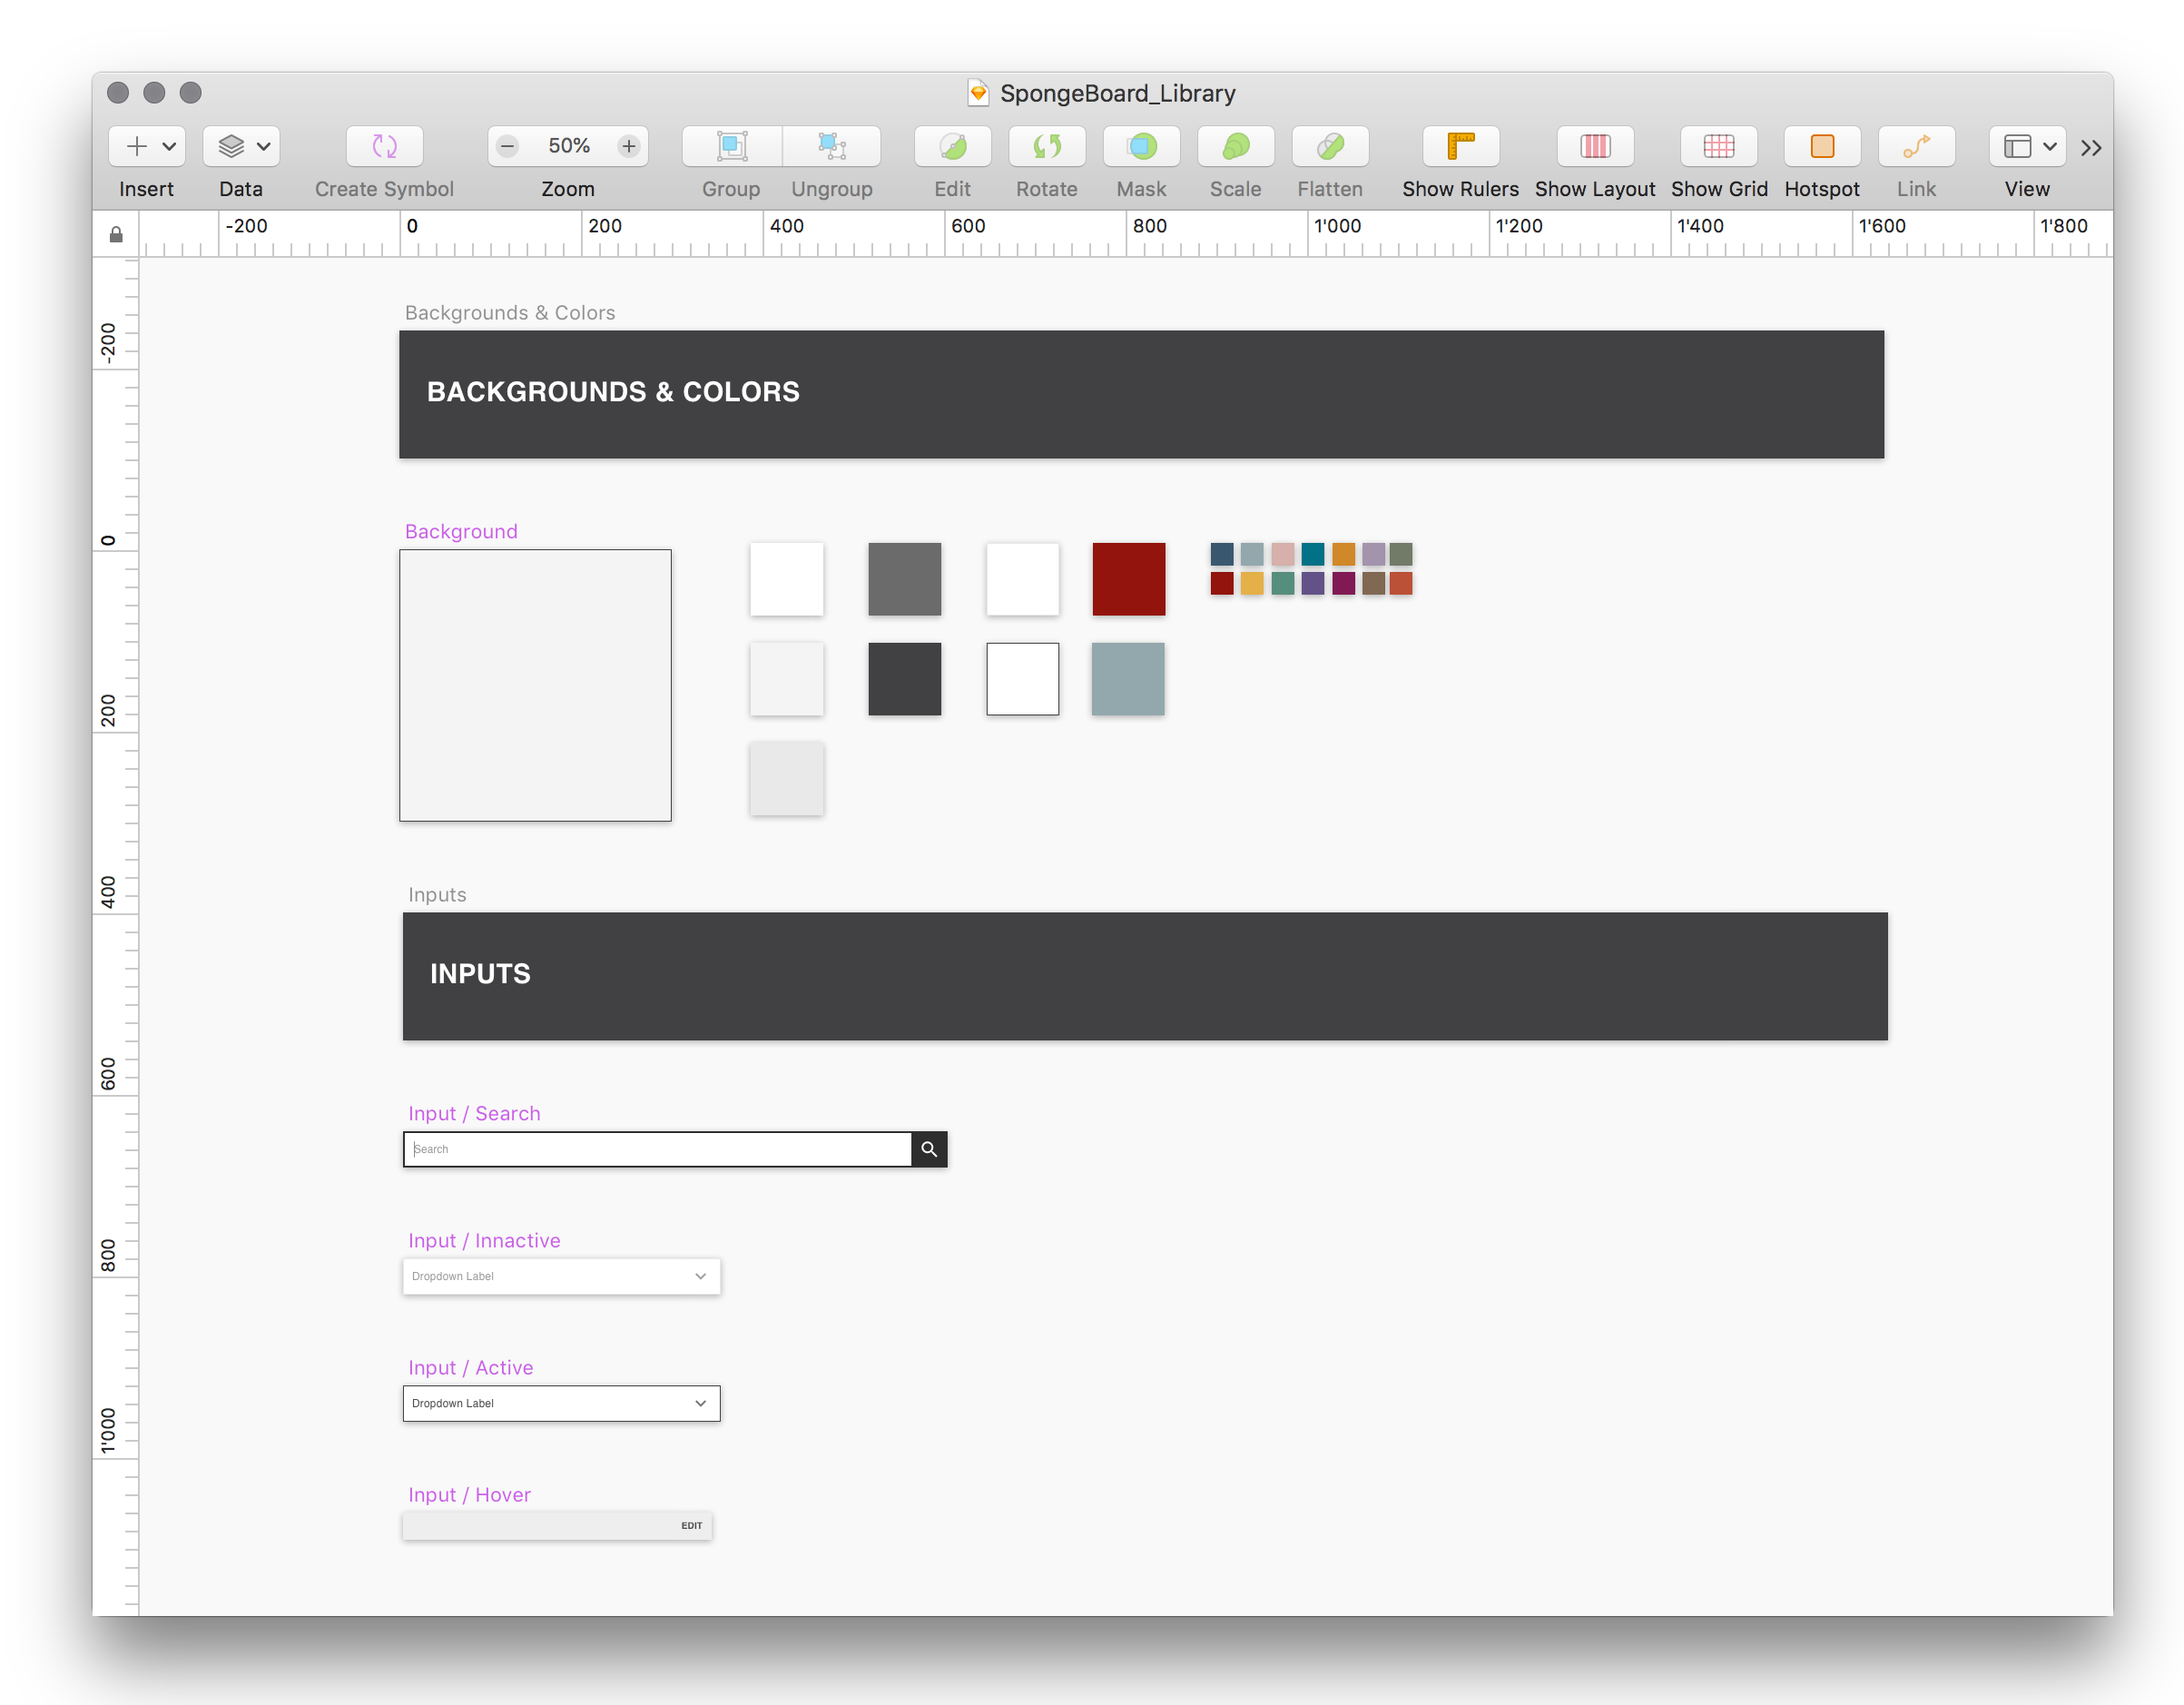 SpongeBoard_Library
50%
Insert Data Create Symbol Zoom Group Ungroup Edit Rotate Mask Scale Flatten Show Rulers Show Layout Show Grid Hotspot Link View
-200 0 200 400 600 800 1'000 1'200 1'400 1'600 1'800
-200
0
200
400
600
800
1'000
Backgrounds & Colors
BACKGROUNDS & COLORS
Background
Inputs
INPUTS
Input / Search
Search
Input / Innactive
Dropdown Label
Input / Active
Dropdown Label
Input / Hover
EDIT